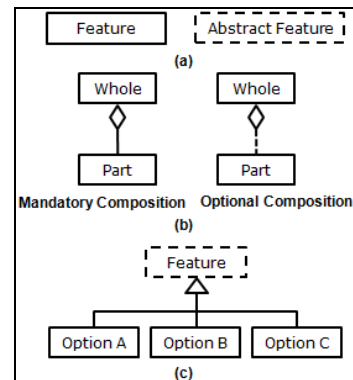 Feature Abstract Feature
(a)
Whole Whole
Part Part
Mandatory Composition Optional Composition
(b)
Feature
Option A Option B Option C
(c)